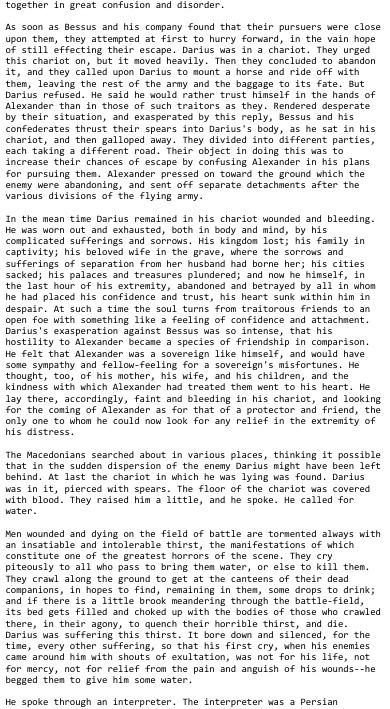 together in great confusion and disorder.

As soon as Bessus and his company found that their pursuers were close
upon them, they attempted at first to hurry forward, in the vain hope
of still effecting their escape. Darius was in a chariot. They urged
this chariot on, but it moved heavily. Then they concluded to abandon
it, and they called upon Darius to mount a horse and ride off with
them, leaving the rest of the army and the baggage to its fate. But
Darius refused. He said he would rather trust himself in the hands of
Alexander than in those of such traitors as they. Rendered desperate
by their situation, and exasperated by this reply, Bessus and his
confederates thrust their spears into Darius's body, as he sat in his
chariot, and then galloped away. They divided into different parties,
each taking a different road. Their object in doing this was to
increase their chances of escape by confusing Alexander in his plans
for pursuing them. Alexander pressed on toward the ground which the
enemy were abandoning, and sent off separate detachments after the
various divisions of the flying army.

In the mean time Darius remained in his chariot wounded and bleeding.
He was worn out and exhausted, both in body and mind, by his
complicated sufferings and sorrows. His kingdom lost; his family in
captivity; his beloved wife in the grave, where the sorrows and
sufferings of separation from her husband had borne her; his cities
sacked; his palaces and treasures plundered; and now he himself, in
the last hour of his extremity, abandoned and betrayed by all in whom
he had placed his confidence and trust, his heart sunk within him in
despair. At such a time the soul turns from traitorous friends to an
open foe with something like a feeling of confidence and attachment.
Darius's exasperation against Bessus was so intense, that his
hostility to Alexander became a species of friendship in comparison.
He felt that Alexander was a sovereign like himself, and would have
some sympathy and fellow-feeling for a sovereign's misfortunes. He
thought, too, of his mother, his wife, and his children, and the
kindness with which Alexander had treated them went to his heart. He
lay there, accordingly, faint and bleeding in his chariot, and looking
for the coming of Alexander as for that of a protector and friend, the
only one to whom he could now look for any relief in the extremity of
his distress.

The Macedonians searched about in various places, thinking it possible
that in the sudden dispersion of the enemy Darius might have been left
behind. At last the chariot in which he was lying was found. Darius
was in it, pierced with spears. The floor of the chariot was covered
with blood. They raised him a little, and he spoke. He called for
water.

Men wounded and dying on the field of battle are tormented always with
an insatiable and intolerable thirst, the manifestations of which
constitute one of the greatest horrors of the scene. They cry
piteously to all who pass to bring them water, or else to kill them.
They crawl along the ground to get at the canteens of their dead
companions, in hopes to find, remaining in them, some drops to drink;
and if there is a little brook meandering through the battle-field,
its bed gets filled and choked up with the bodies of those who crawled
there, in their agony, to quench their horrible thirst, and die.
Darius was suffering this thirst. It bore down and silenced, for the
time, every other suffering, so that his first cry, when his enemies
came around him with shouts of exultation, was not for his life, not
for mercy, not for relief from the pain and anguish of his wounds--he
begged them to give him some water.

He spoke through an interpreter. The interpreter was a Persian